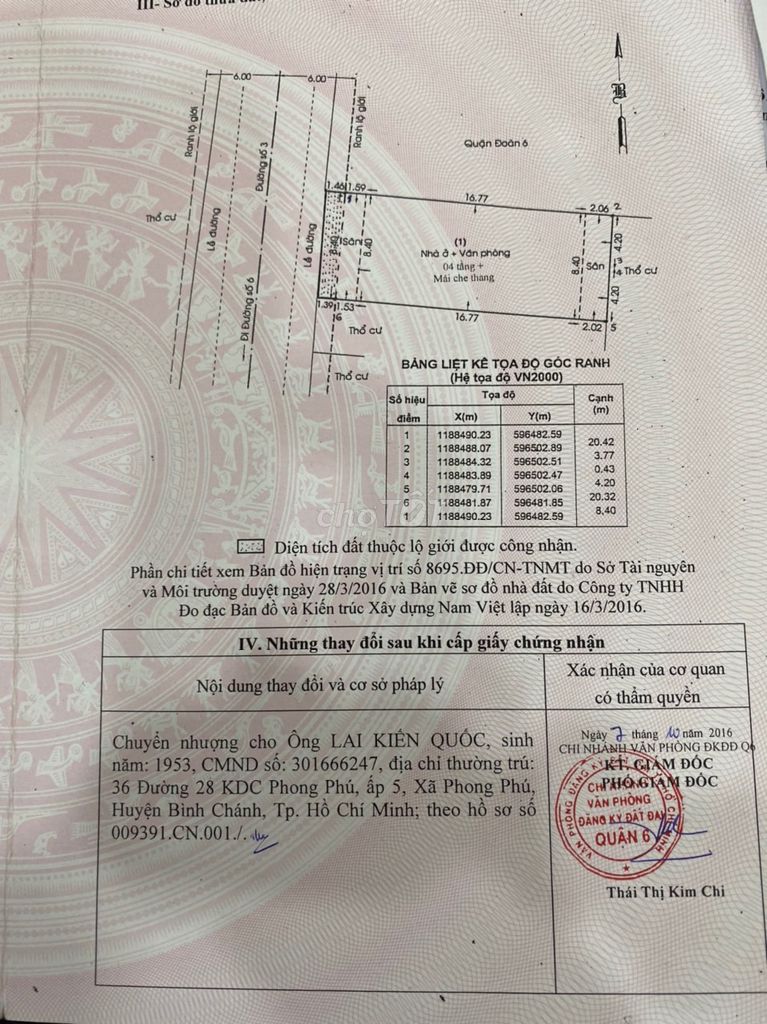 III- Sơ đồ thửa đất,
6.00
6.00
Ranh lộ giới
Ranh lộ giới
Đường số 3
Quận Đoàn 6
Thổ cư
Lề đường
Lề đường
Đi Đường số 6
1.46 1.59
16.77
2.06 2
8.40
Sân
8.40
(1)
Nhà ở + Văn phòng
04 tầng +
Mái che thang
8.40
Sân
4.20
3
4
Thổ cư
4.20
1.39 1.53
6
16.77
2.02 5
Thổ cư
Thổ cư
BẢNG LIỆT KÊ TỌA ĐỘ GÓC RANH
(Hệ tọa độ VN2000)
Số hiệu điểm Tọa độ Cạnh (m)
X(m) Y(m)
1 1188490.23 596482.59
20.42
2 1188488.07 596502.89
3.77
3 1188484.32 596502.51
0.43
4 1188483.89 596502.47
4.20
5 1188479.71 596502.06
20.32
6 1188481.87 596481.85
8.40
1 1188490.23 596482.59
choTốt
Diện tích đất thuộc lộ giới được công nhận.
Phần chi tiết xem Bản đồ hiện trạng vị trí số 8695.ĐĐ/CN-TNMT do Sở Tài nguyên
và Môi trường duyệt ngày 28/3/2016 và Bản vẽ sơ đồ nhà đất do Công ty TNHH
Đo đạc Bản đồ và Kiến trúc Xây dựng Nam Việt lập ngày 16/3/2016.
IV. Những thay đổi sau khi cấp giấy chứng nhận
Nội dung thay đổi và cơ sở pháp lý
Xác nhận của cơ quan
có thẩm quyền
Chuyển nhượng cho Ông LAI KIẾN QUỐC, sinh
năm: 1953, CMND số: 301666247, địa chỉ thường trú:
36 Đường 28 KDC Phong Phú, ấp 5, Xã Phong Phú,
Huyện Bình Chánh, Tp. Hồ Chí Minh; theo hồ sơ số
009391.CN.001./.
Ngày 7 tháng 10 năm 2016
CHI NHÁNH VĂN PHÒNG ĐKĐĐ Q6
KT. GIÁM ĐỐC
PHÓ GIÁM ĐỐC
CHI NHÁNH
VĂN PHÒNG
ĐĂNG KÝ ĐẤT ĐAI
QUẬN 6
Thái Thị Kim Chi